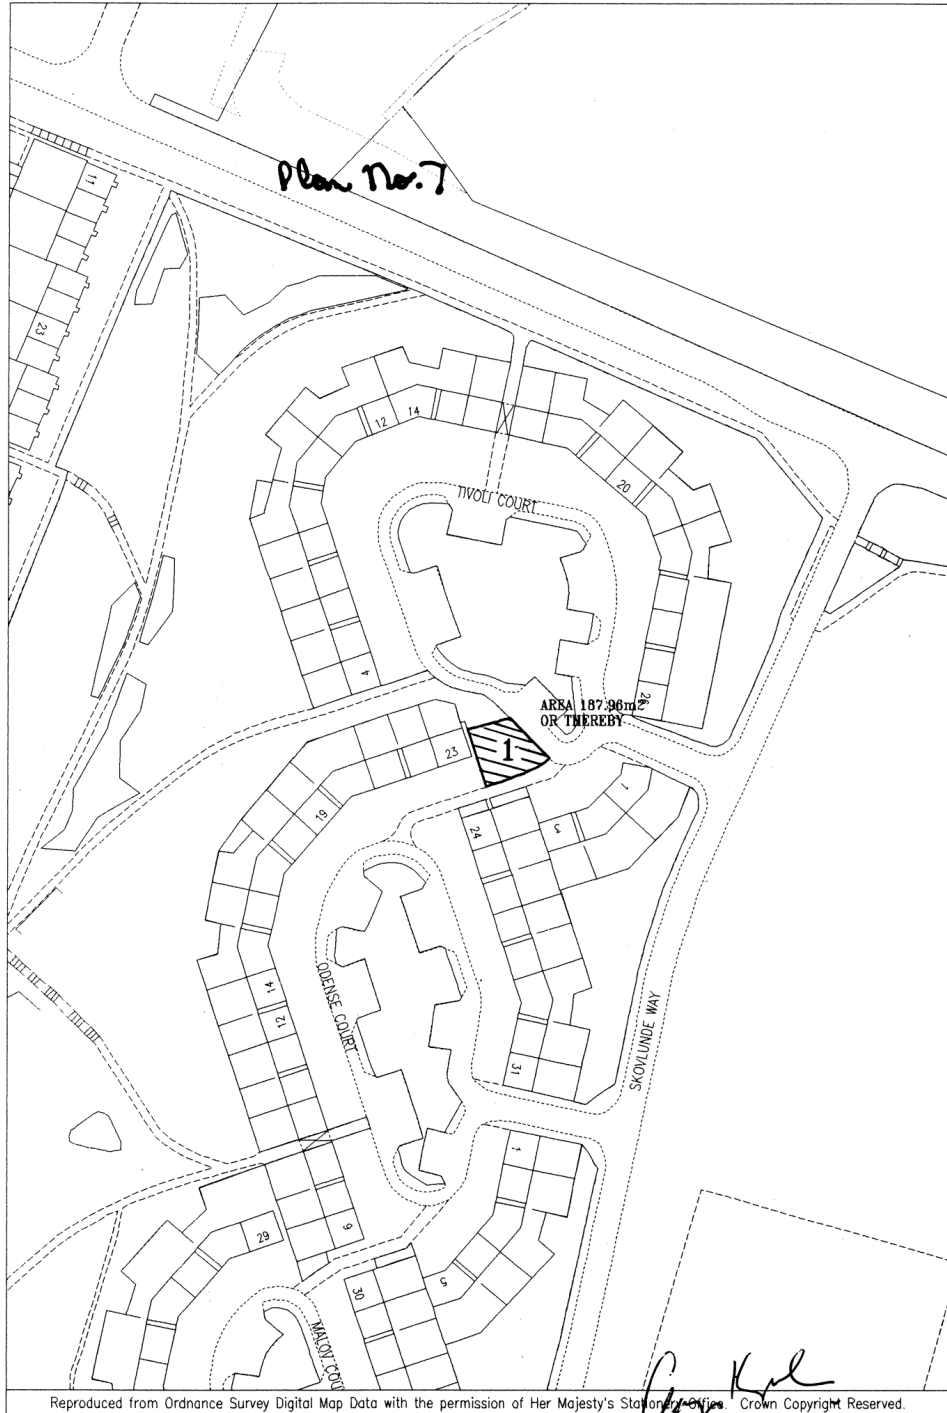 Plan No. 7
11
23
12
14
20
TIVOLI COURT
4
26
AREA 187.96m²
OR THEREBY
1
23
1
3
24
19
14
12
ODENSE COURT
SKOVLUNDE WAY
31
1
29
9
5
30
MALOV COU
Reproduced from Ordnance Survey Digital Map Data with the permission of Her Majesty's Stationery Office. Crown Copyright Reserved.